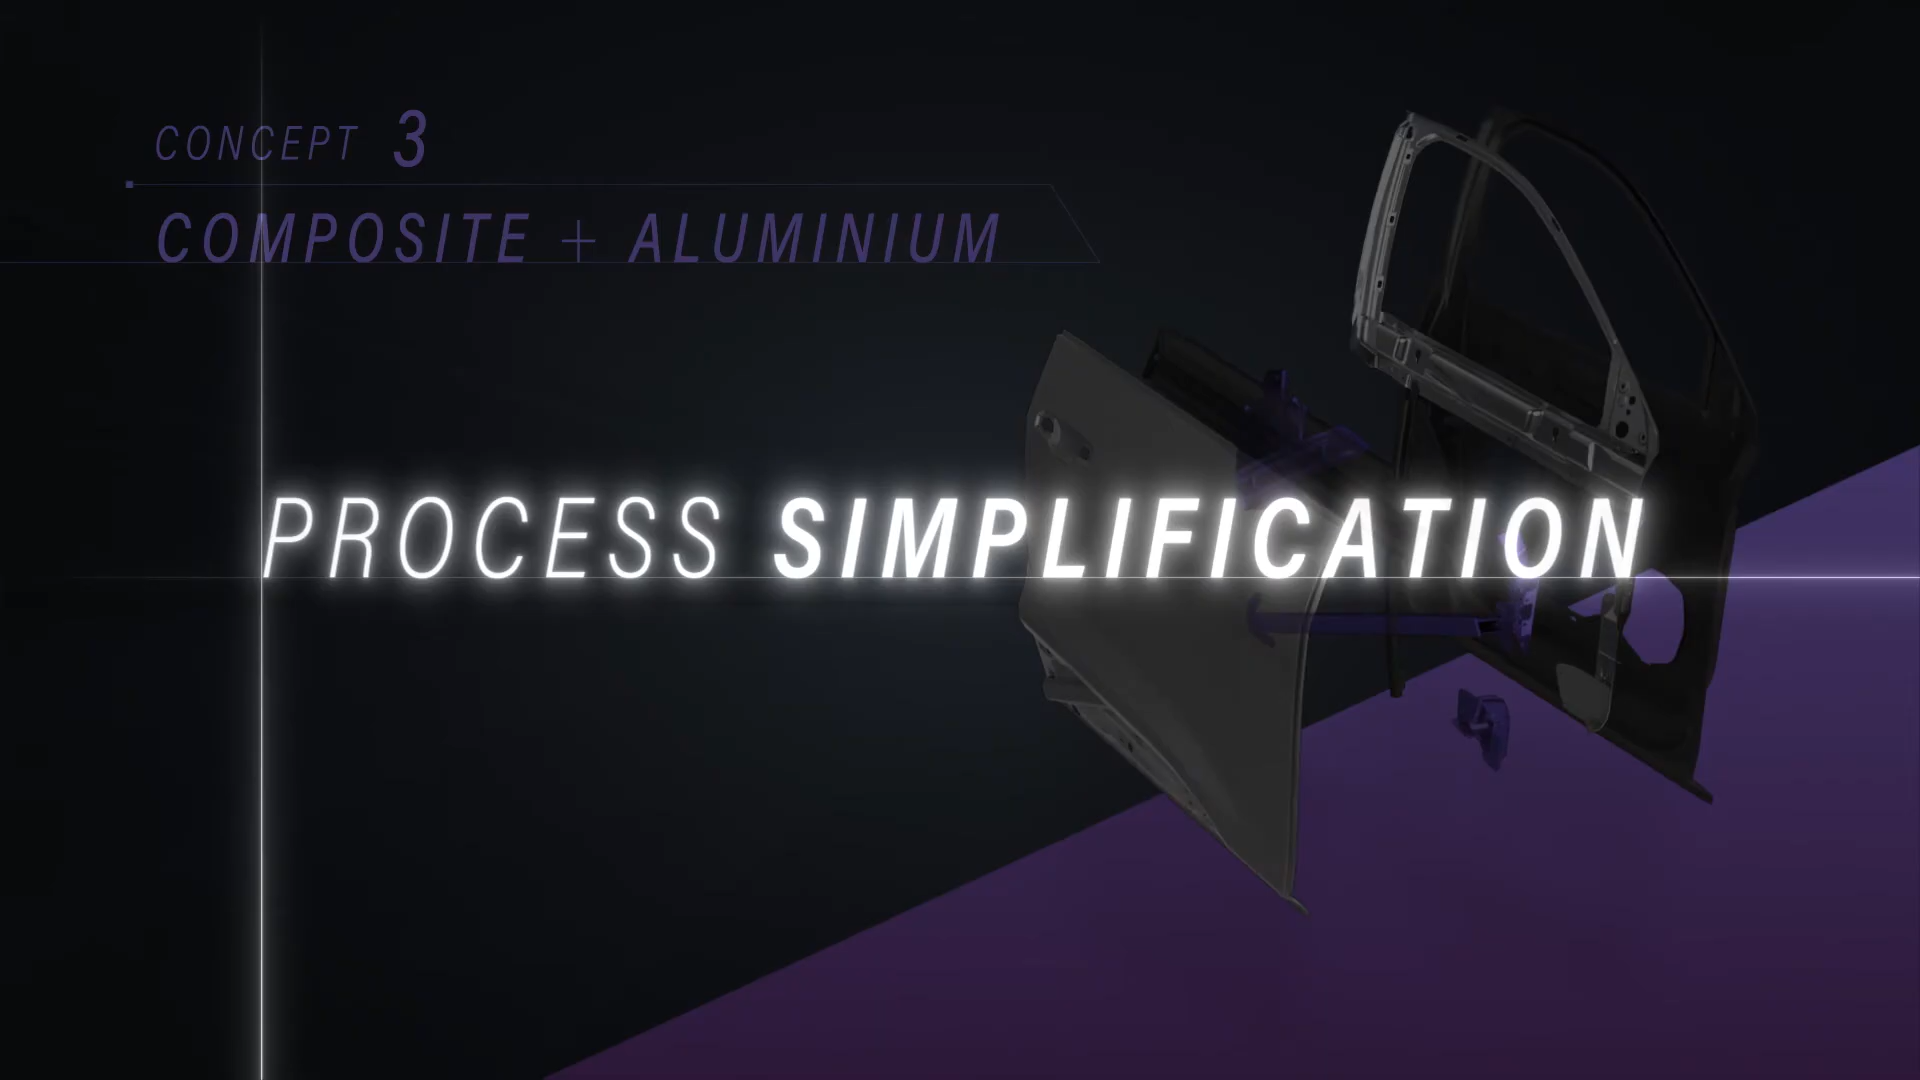 CONCEPT 3
COMPOSITE + ALUMINIUM
PROCESS SIMPLIFICATION